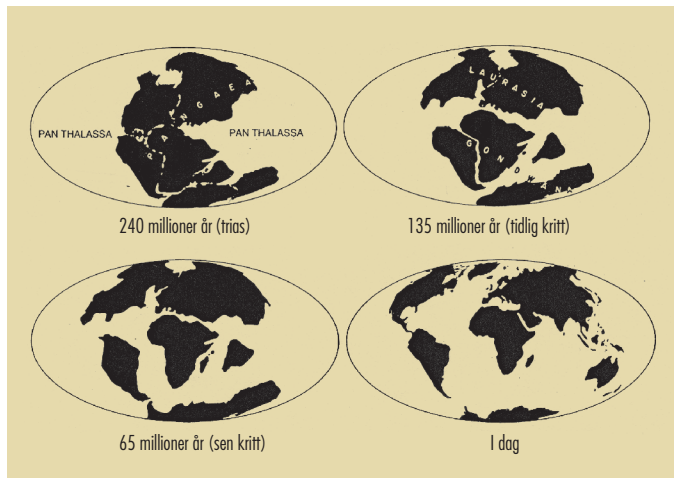 PANGAEA
PAN THALASSA
PAN THALASSA
240 millioner år (trias)
LAURASIA
GONDWANA
135 millioner år (tidlig kritt)
65 millioner år (sen kritt)
I dag